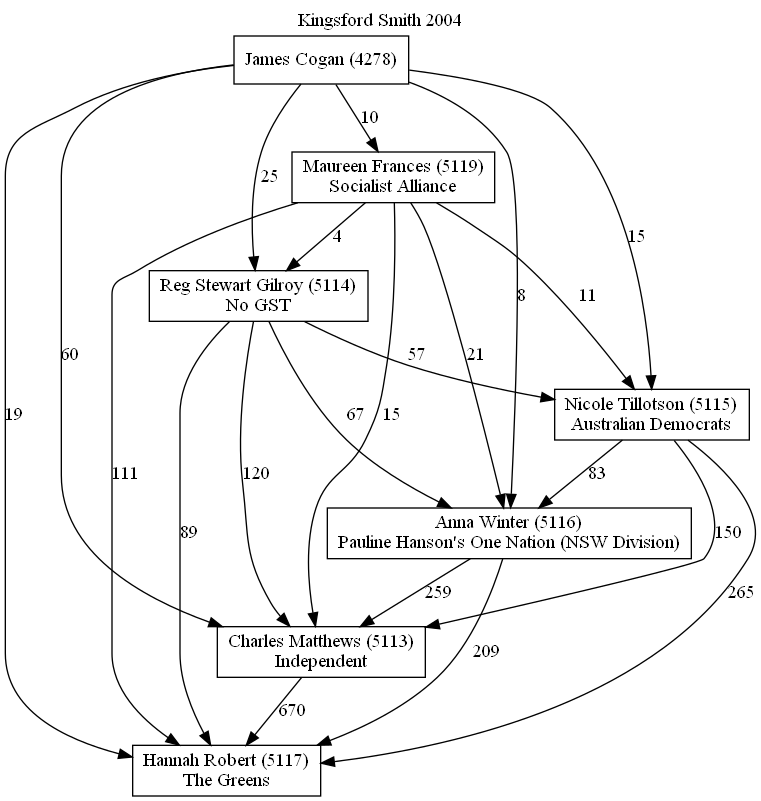 Kingsford Smith 2004
James Cogan (4278)
10
Maureen Frances (5119)
Socialist Alliance
25
4
15
Reg Stewart Gilroy (5114)
No GST
8
11
60
57
21
19
67
15
Nicole Tillotson (5115)
Australian Democrats
111
120
83
Anna Winter (5116)
Pauline Hanson's One Nation (NSW Division)
89
150
259
265
Charles Matthews (5113)
Independent
209
670
Hannah Robert (5117)
The Greens